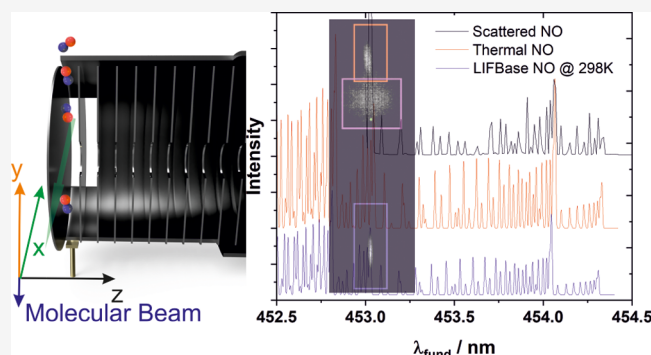 y
x
z
Molecular Beam
Intensity
Scattered NO
Thermal NO
LIFBase NO @ 298K
452.5 453.0 453.5 454.0 454.5
λfund / nm